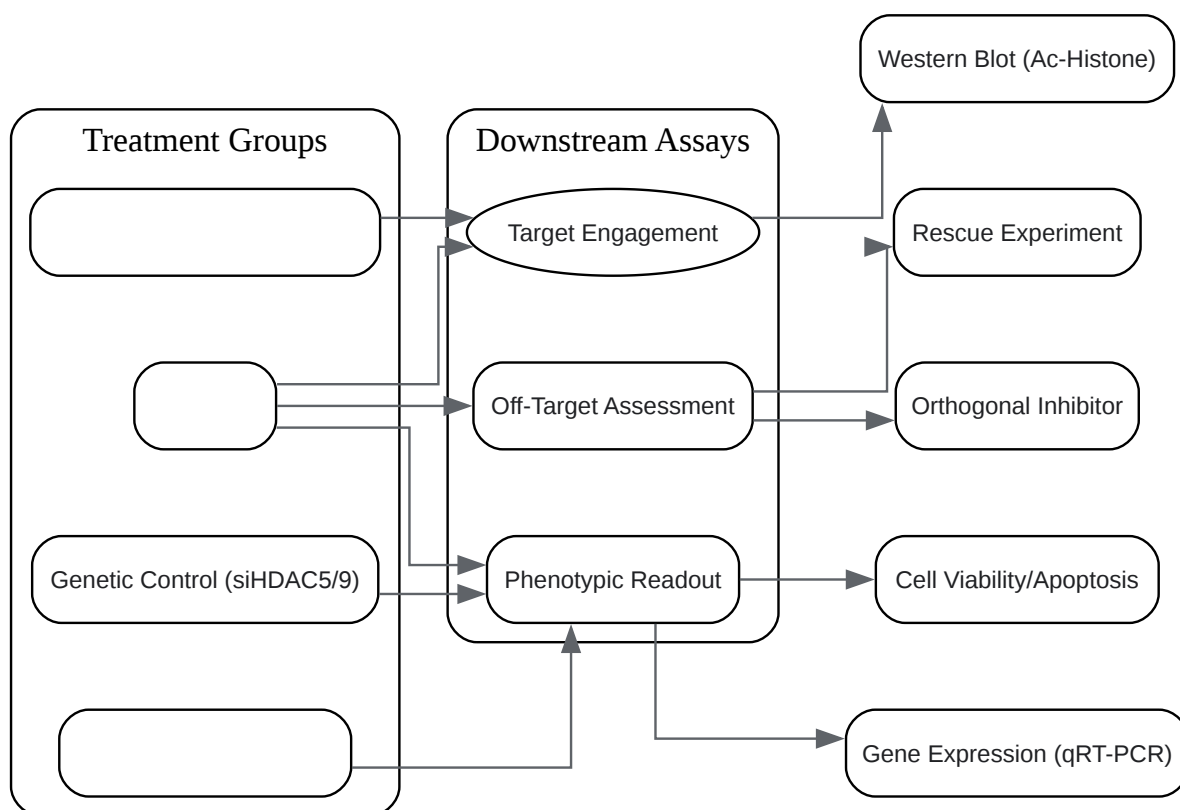 Western Blot (Ac-Histone)
Treatment Groups
Downstream Assays
Target Engagement
Rescue Experiment
Off-Target Assessment
Orthogonal Inhibitor
Genetic Control (siHDAC5/9)
Phenotypic Readout
Cell Viability/Apoptosis
Gene Expression (qRT-PCR)